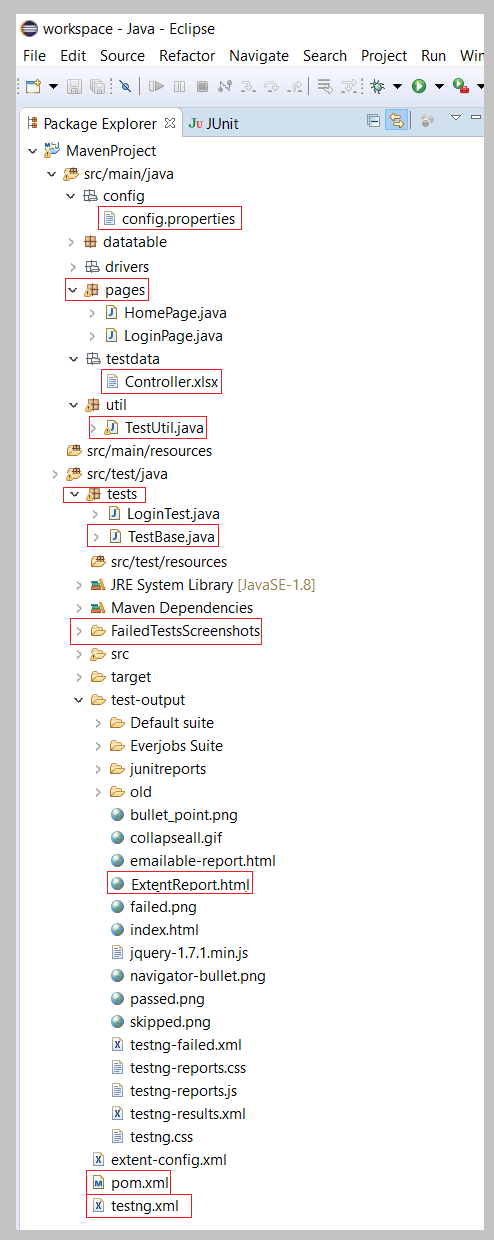 workspace - Java - Eclipse
File Edit Source Refactor Navigate Search Project Run Win
Package Explorer JU JUnit
MavenProject
src/main/java
config
config.properties
datatable
drivers
pages
HomePage.java
LoginPage.java
testdata
Controller.xlsx
util
TestUtil.java
src/main/resources
src/test/java
tests
LoginTest.java
TestBase.java
src/test/resources
JRE System Library [JavaSE-1.8]
Maven Dependencies
FailedTestsScreenshots
src
target
test-output
Default suite
Everjobs Suite
junitreports
old
bullet_point.png
collapseall.gif
emailable-report.html
ExtentReport.html
failed.png
index.html
jquery-1.7.1.min.js
navigator-bullet.png
passed.png
skipped.png
testng-failed.xml
testng-reports.css
testng-reports.js
testng-results.xml
testng.css
extent-config.xml
pom.xml
testng.xml